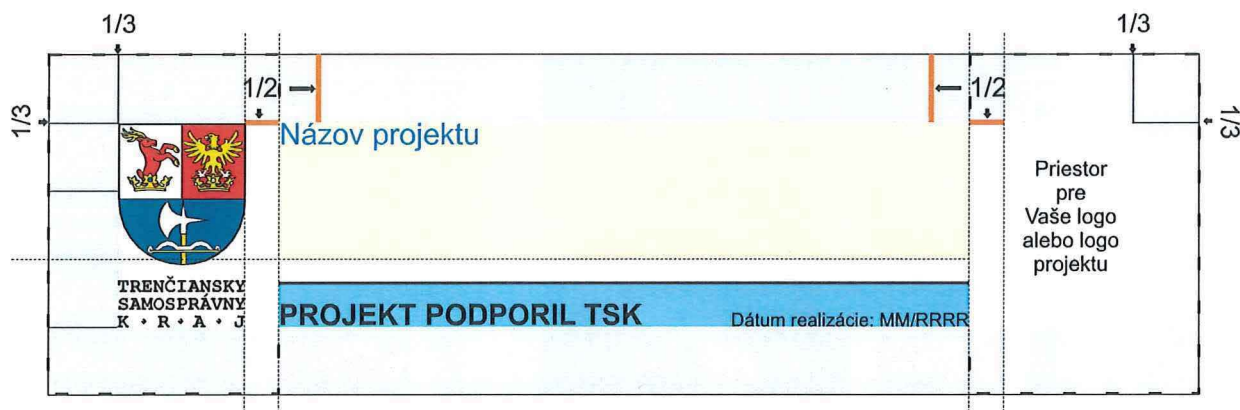 1/3
1/3
1/2
1/2
1/3
1/3
Názov projektu
Priestor
pre
Vaše logo
alebo logo
projektu
TRENČIANSKY
SAMOSPRÁVNY
K · R · A · J
PROJEKT PODPORIL TSK
Dátum realizácie: MM/RRRR